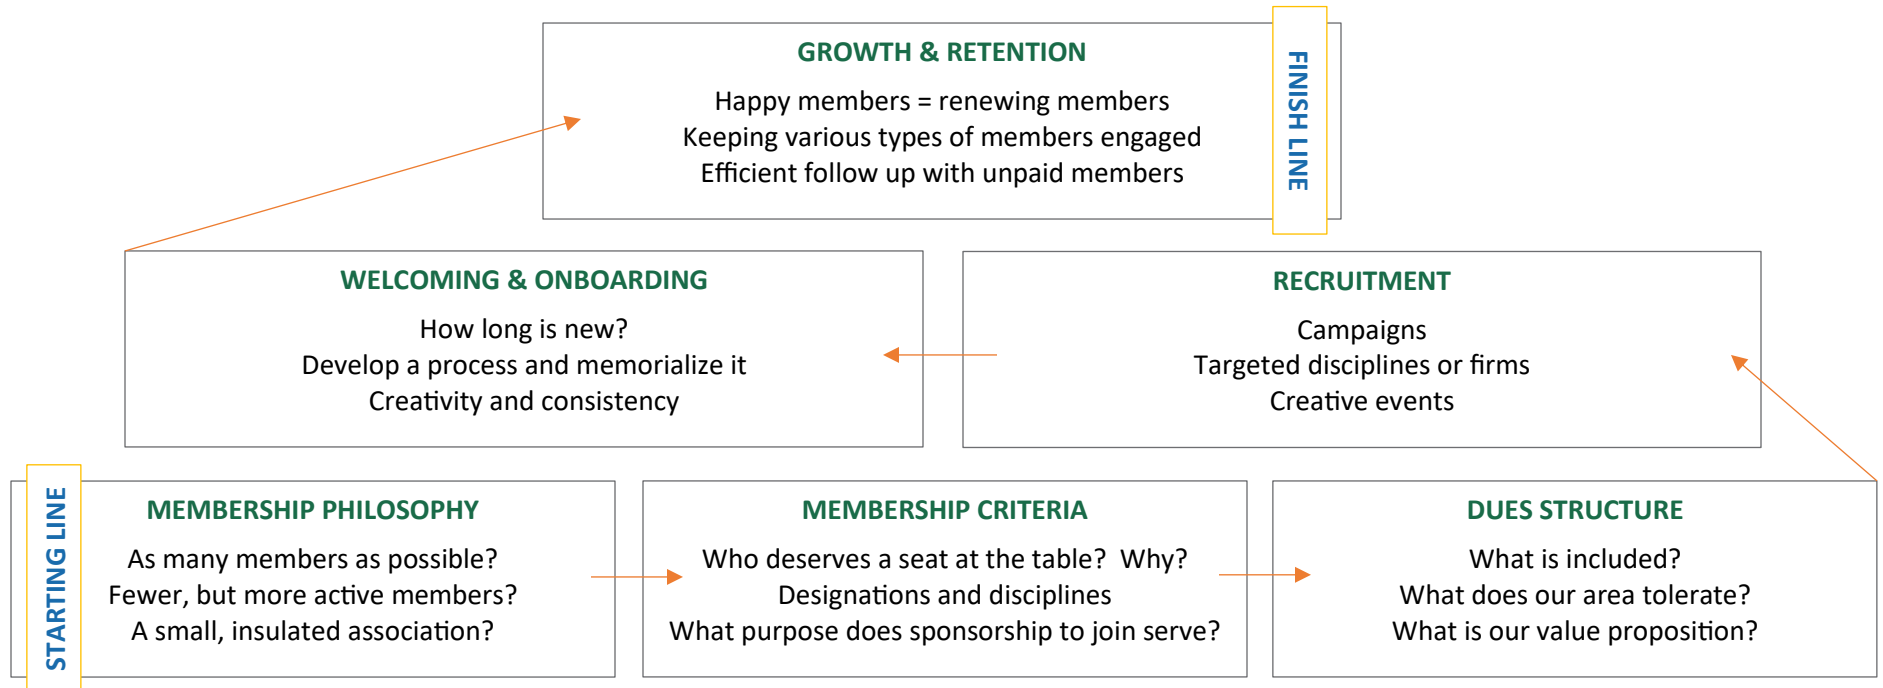 GROWTH & RETENTION
Happy members = renewing members
Keeping various types of members engaged
Efficient follow up with unpaid members
FINISH LINE
WELCOMING & ONBOARDING
How long is new?
Develop a process and memorialize it
Creativity and consistency
RECRUITMENT
Campaigns
Targeted disciplines or firms
Creative events
STARTING LINE
MEMBERSHIP PHILOSOPHY
As many members as possible?
Fewer, but more active members?
A small, insulated association?
MEMBERSHIP CRITERIA
Who deserves a seat at the table?  Why?
Designations and disciplines
What purpose does sponsorship to join serve?
DUES STRUCTURE
What is included?
What does our area tolerate?
What is our value proposition?